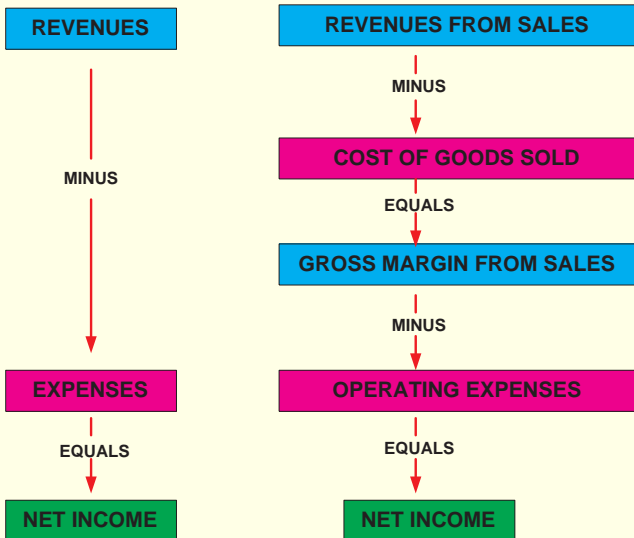 REVENUES
MINUS
EXPENSES
EQUALS
NET INCOME
REVENUES FROM SALES
MINUS
COST OF GOODS SOLD
EQUALS
GROSS MARGIN FROM SALES
MINUS
OPERATING EXPENSES
EQUALS
NET INCOME